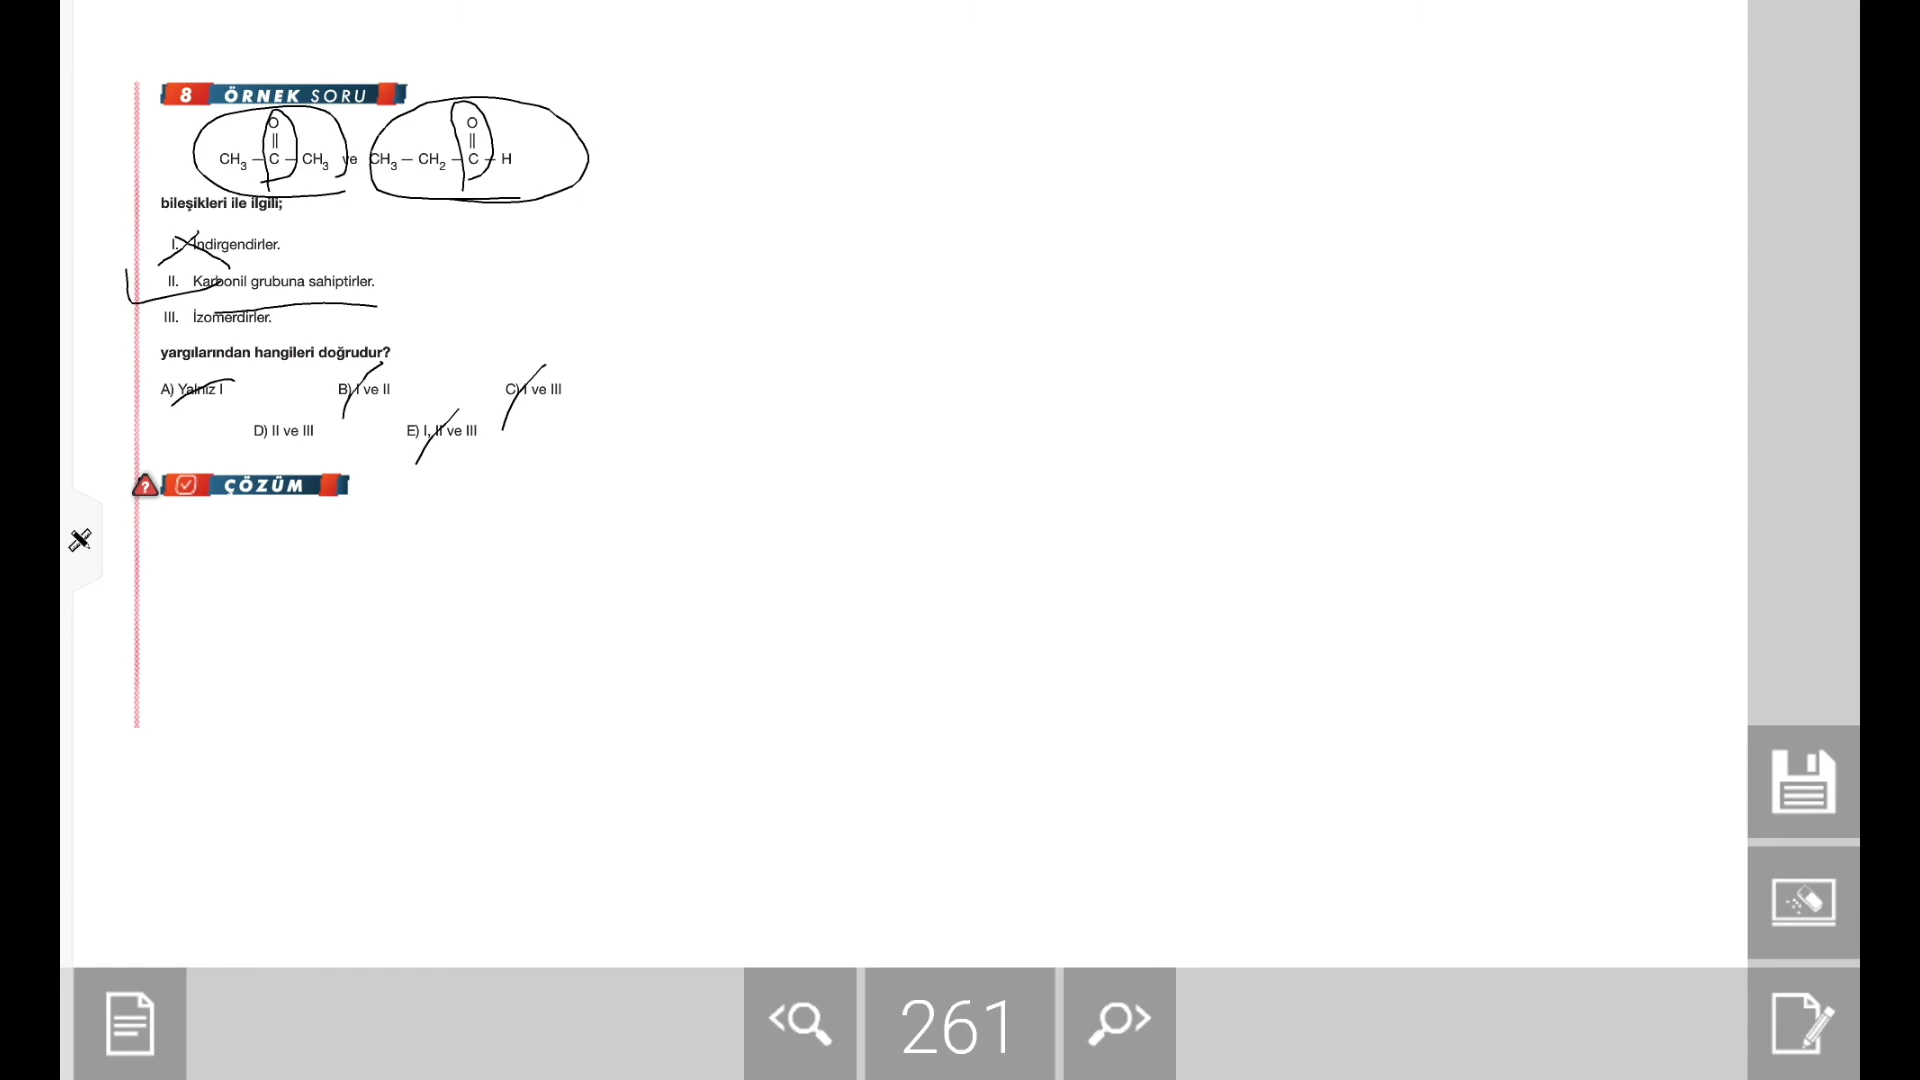 8 ÖRNEK SORU
O O
|| ||
CH3 — C — CH3 ve CH3 — CH2 — C — H
bileşikleri ile ilgili;
I. İndirgendirler.
II. Karbonil grubuna sahiptirler.
III. İzomerdirler.
yargılarından hangileri doğrudur?
A) Yalnız I B) I ve II C) I ve III
D) II ve III E) I, II ve III
? ÇÖZÜM
261